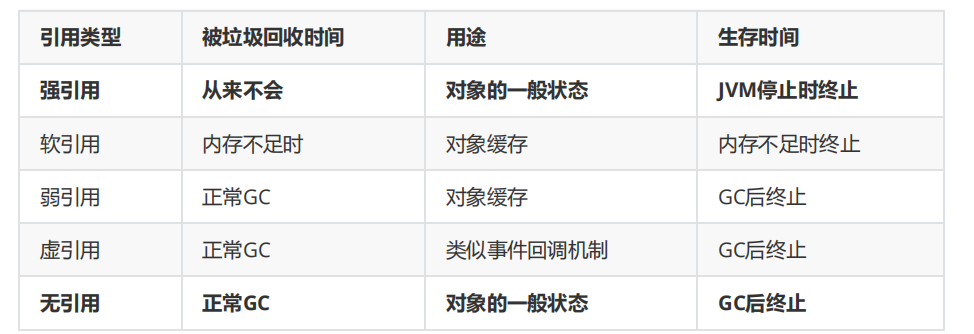 引用类型 被垃圾回收时间 用途 生存时间
强引用 从来不会 对象的一般状态 JVM停止时终止
软引用 内存不足时 对象缓存 内存不足时终止
弱引用 正常GC 对象缓存 GC后终止
虚引用 正常GC 类似事件回调机制 GC后终止
无引用 正常GC 对象的一般状态 GC后终止